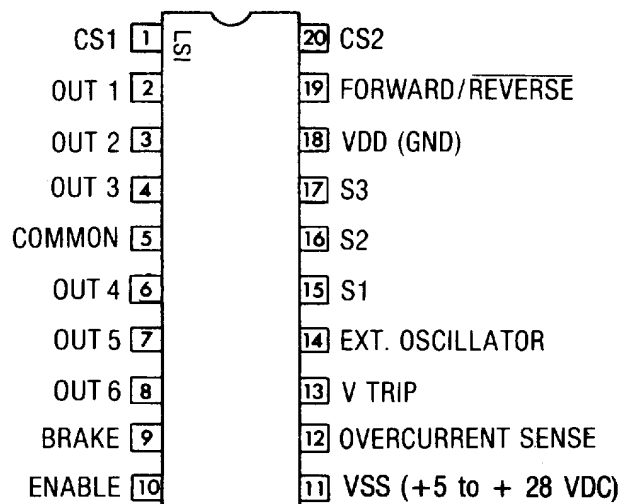 CS1 1 LSI 20 CS2
OUT 1 2 19 FORWARD/REVERSE
OUT 2 3 18 VDD (GND)
OUT 3 4 17 S3
COMMON 5 16 S2
OUT 4 6 15 S1
OUT 5 7 14 EXT. OSCILLATOR
OUT 6 8 13 V TRIP
BRAKE 9 12 OVERCURRENT SENSE
ENABLE 10 11 VSS (+5 to + 28 VDC)